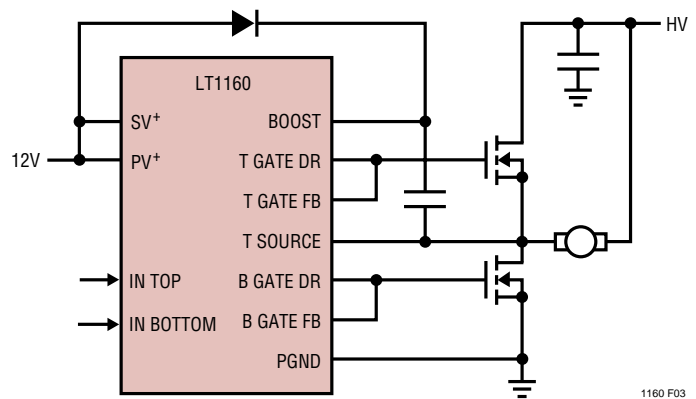 HV
LT1160
SV+
BOOST
12V
PV+
T GATE DR
T GATE FB
T SOURCE
IN TOP
B GATE DR
IN BOTTOM
B GATE FB
PGND
1160 F03